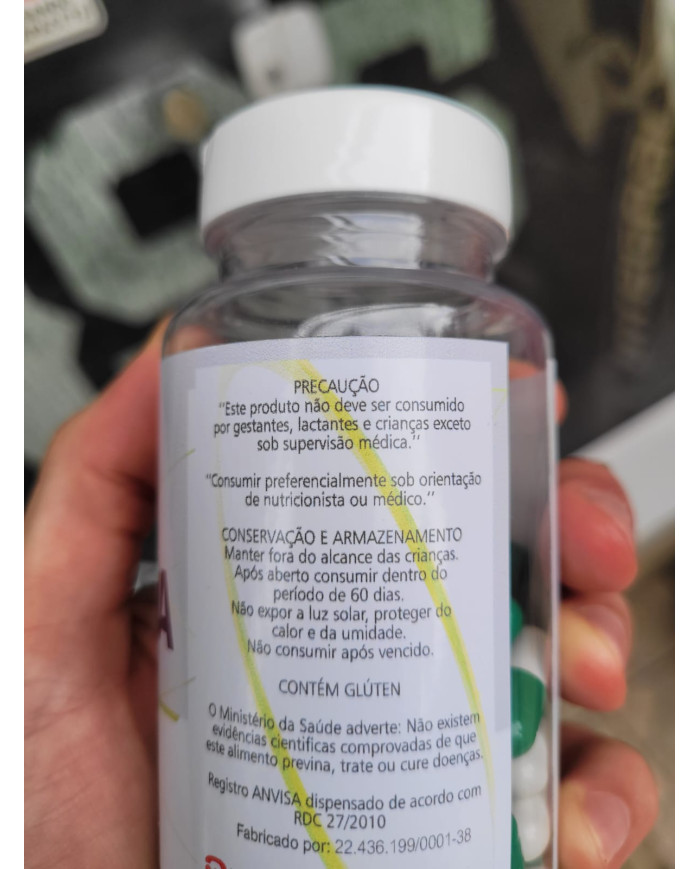 PRECAUÇÃO
"Este produto não deve ser consumido
por gestantes, lactantes e crianças exceto
sob supervisão médica."
"Consumir preferencialmente sob orientação
de nutricionista ou médico."
CONSERVAÇÃO E ARMAZENAMENTO
Manter fora do alcance das crianças.
Após aberto consumir dentro do
período de 60 dias.
Não expor a luz solar, proteger do
calor e da umidade.
Não consumir após vencido.
CONTÉM GLÚTEN
O Ministério da Saúde adverte: Não existem
evidências cientificas comprovadas de que
este alimento previna, trate ou cure doenças.
Registro ANVISA dispensado de acordo com
RDC 27/2010
Fabricado por: 22.436.199/0001-38